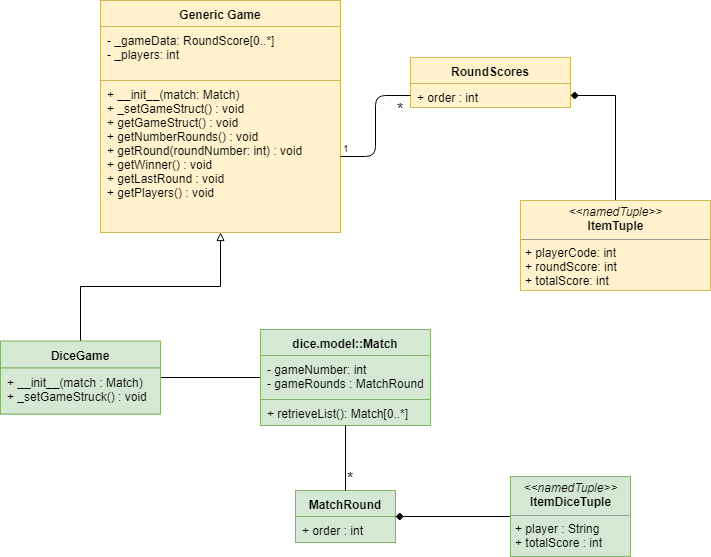 Generic Game
- _gameData: RoundScore[0..*]
- _players: int
+ __init__(match: Match)
+ _setGameStruct() : void
+ getGameStruct() : void
+ getNumberRounds() : void
+ getRound(roundNumber: int) : void
+ getWinner() : void
+ getLastRound : void
+ getPlayers() : void
1
*
RoundScores
+ order : int
<<namedTuple>>
ItemTuple
+ playerCode: int
+ roundScore: int
+ totalScore: int
DiceGame
+ __init__(match : Match)
+ _setGameStruck() : void
dice.model::Match
- gameNumber: int
- gameRounds : MatchRound
+ retrieveList(): Match[0..*]
*
MatchRound
+ order : int
<<namedTuple>>
ItemDiceTuple
+ player : String
+ totalScore : int